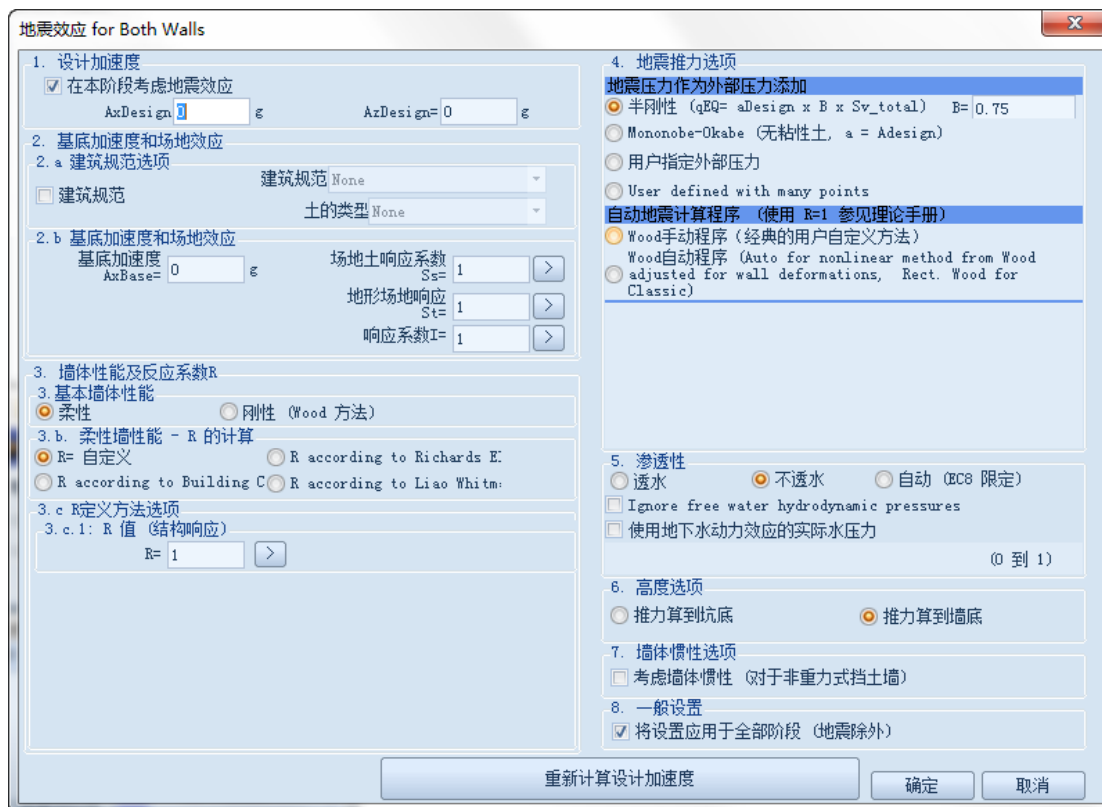 地震效应 for Both Walls
1. 设计加速度
在本阶段考虑地震效应
AxDesign 0 g AzDesign= 0 g
2. 基底加速度和场地效应
2.a 建筑规范选项
建筑规范 建筑规范 None
土的类型 None
2.b 基底加速度和场地效应
基底加速度
AxBase= 0 g
场地土响应系数
Ss= 1 >
地形场地响应
St= 1 >
响应系数I= 1 >
3. 墙体性能及反应系数R
3.基本墙体性能
柔性 刚性 (Wood 方法)
3.b. 柔性墙性能 - R 的计算
R= 自定义 R according to Richards E
R according to Building C R according to Liao Whitm
3.c R定义方法选项
3.c.1: R 值 (结构响应)
R= 1 >
4. 地震推力选项
地震压力作为外部压力添加
半刚性 (qEQ= aDesign x B x Sv_total) B= 0.75
Mononobe-Okabe (无粘性土, a = Adesign)
用户指定外部压力
User defined with many points
自动地震计算程序 (使用 R=1 参见理论手册)
Wood手动程序 (经典的用户自定义方法)
Wood自动程序 (Auto for nonlinear method from Wood
adjusted for wall deformations, Rect. Wood for
Classic)
5. 渗透性
透水 不透水 自动 (EC8 限定)
Ignore free water hydrodynamic pressures
使用地下水动力效应的实际水压力
(0 到 1)
6. 高度选项
推力算到坑底 推力算到墙底
7. 墙体惯性选项
考虑墙体惯性 (对于非重力式挡土墙)
8. 一般设置
将设置应用于全部阶段 (地震除外)
重新计算设计加速度 确定 取消